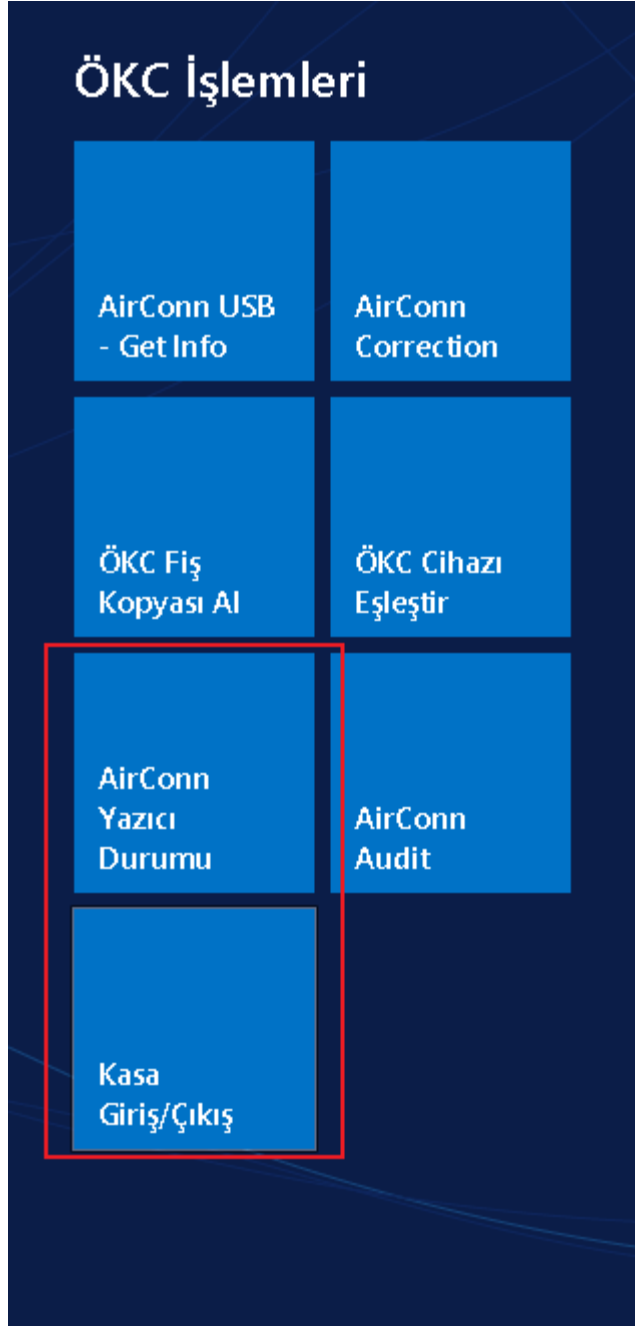 ÖKC İşlemleri
AirConn USB
- Get Info
AirConn
Correction
ÖKC Fiş
Kopyası Al
ÖKC Cihazı
Eşleştir
AirConn
Yazıcı
Durumu
AirConn
Audit
Kasa
Giriş/Çıkış